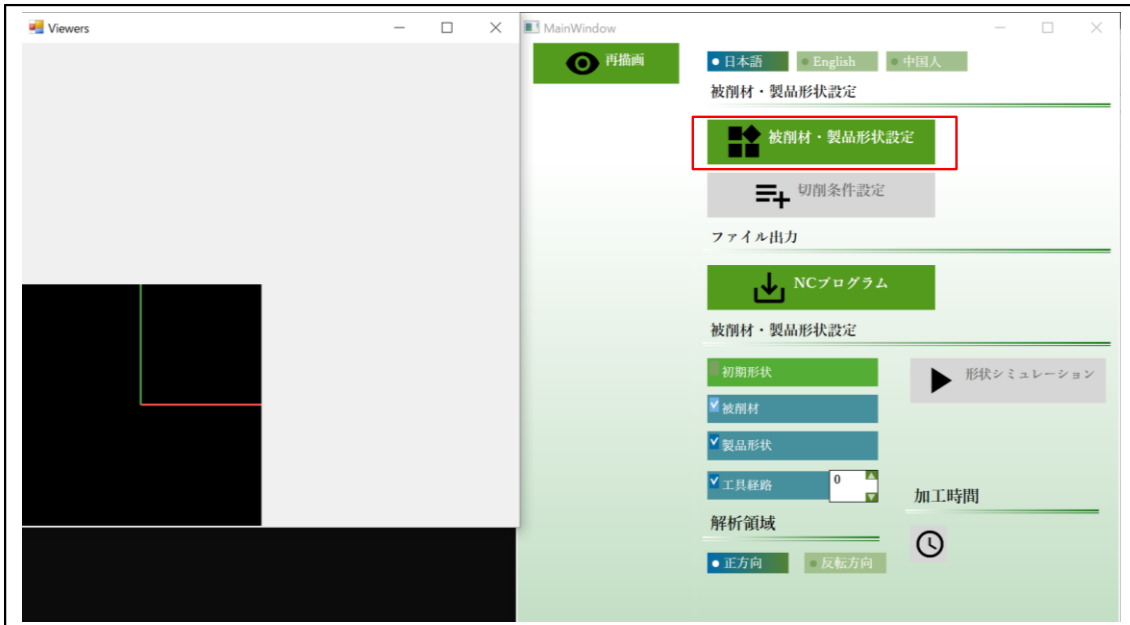 Viewers
MainWindow
再描画
日本語 English 中国人
被削材・製品形状設定
被削材・製品形状設定
切削条件設定
ファイル出力
NCプログラム
被削材・製品形状設定
初期形状
形状シミュレーション
被削材
製品形状
工具経路 0
加工時間
解析領域
正方向 反転方向